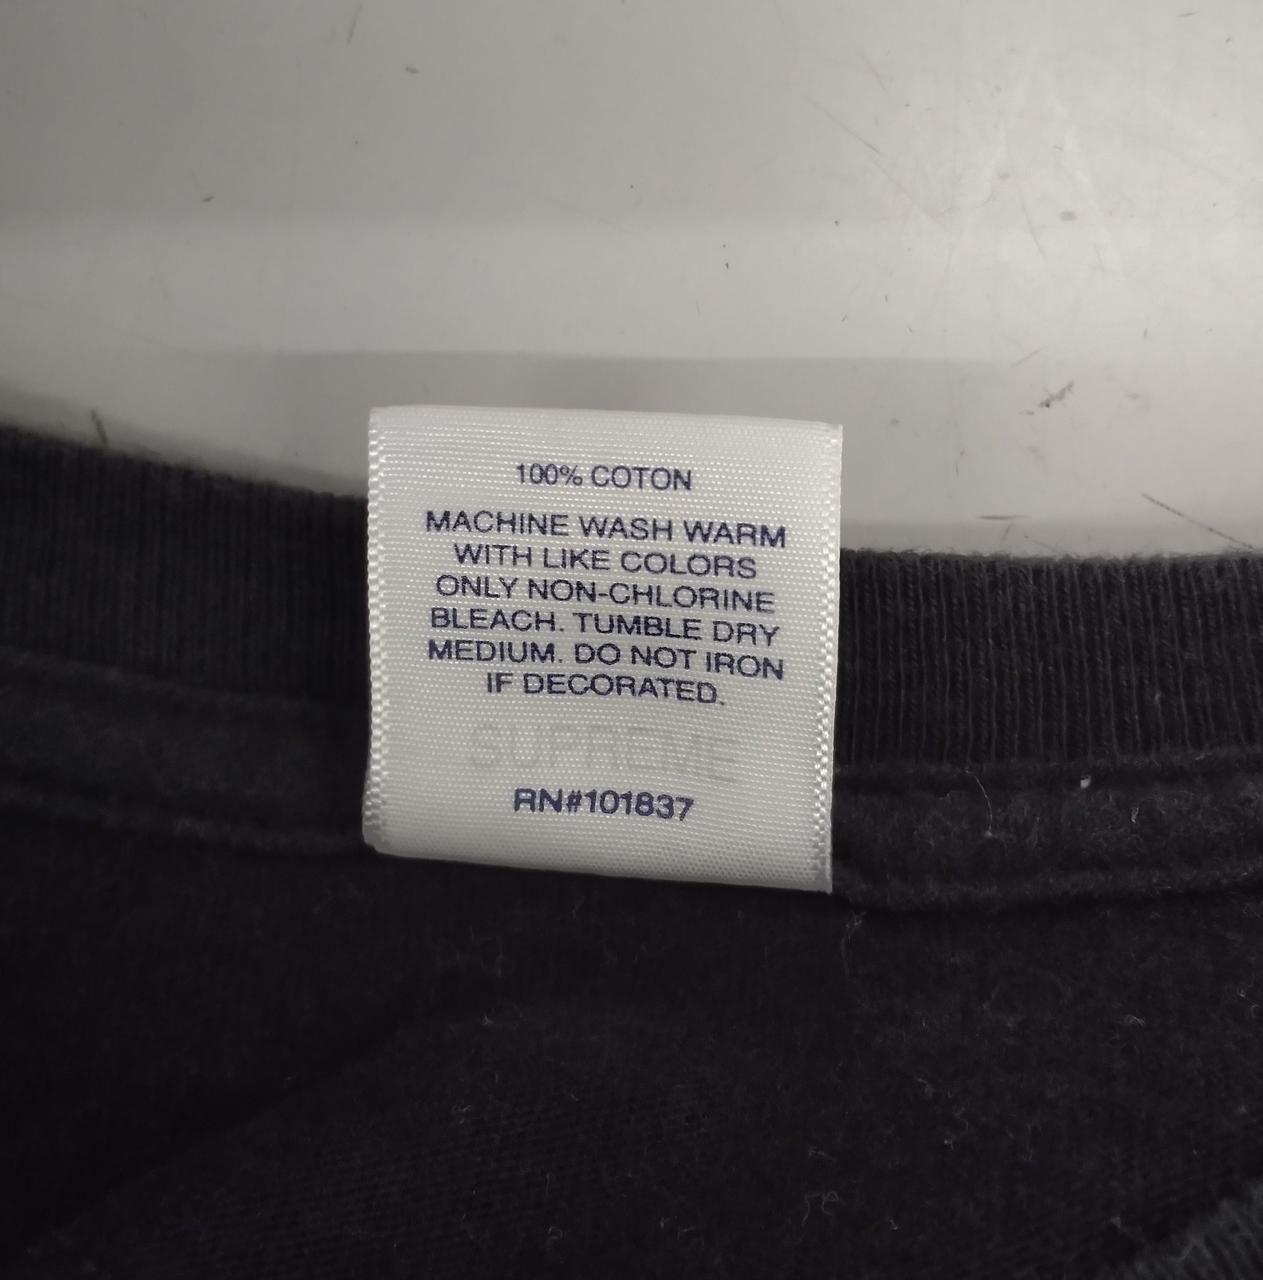 100% COTON
MACHINE WASH WARM
WITH LIKE COLORS
ONLY NON-CHLORINE
BLEACH. TUMBLE DRY
MEDIUM. DO NOT IRON
IF DECORATED.
SUPREME
RN#101837